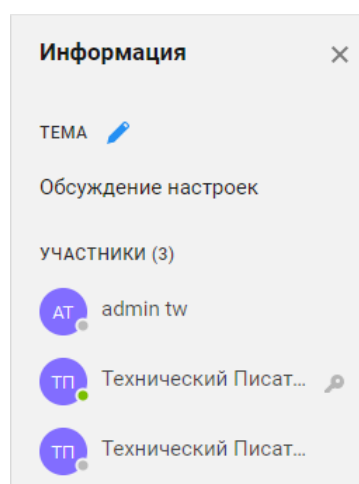 Информация
ТЕМА
Обсуждение настроек
УЧАСТНИКИ (3)
АТ admin tw
ТП Технический Писат...
ТП Технический Писат...